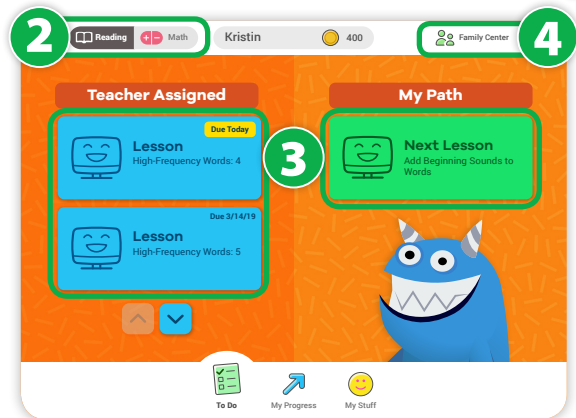 2
Reading
Math
Kristin
400
Family Center
4
Teacher Assigned
My Path
Due Today
Lesson
High-Frequency Words: 4
3
Next Lesson
Add Beginning Sounds to
Words
Due 3/14/19
Lesson
High-Frequency Words: 5
To Do
My Progress
My Stuff